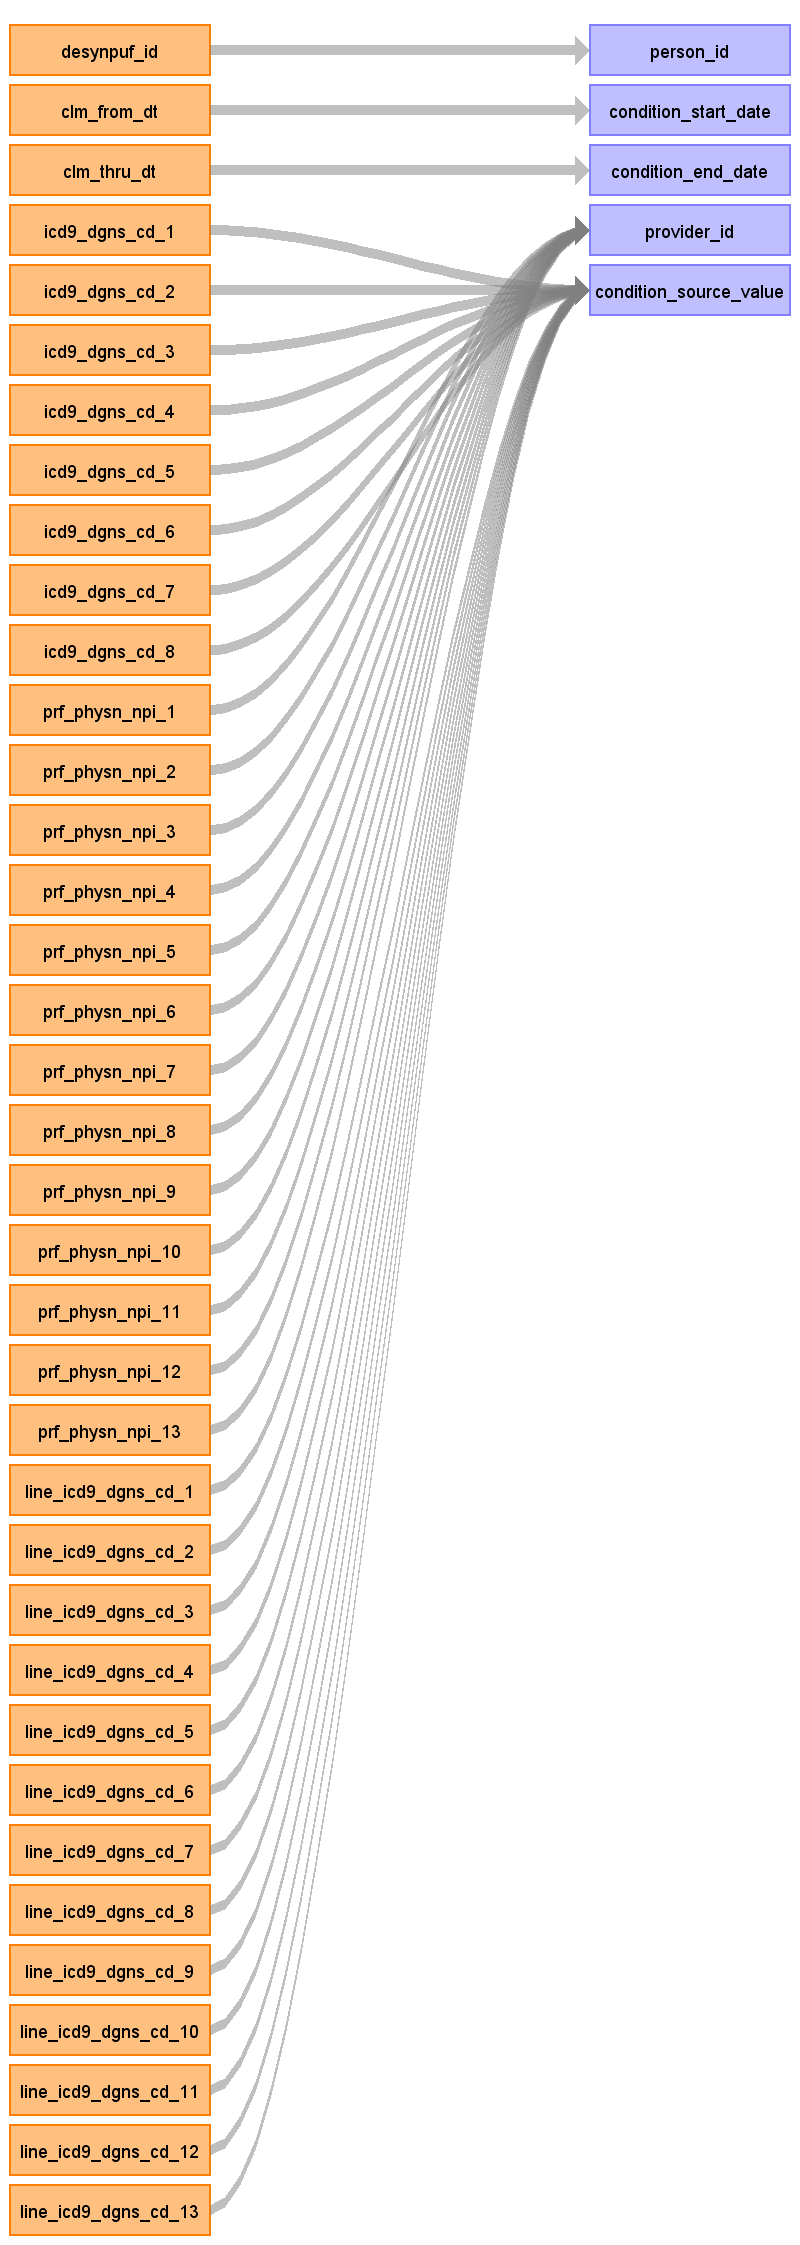 desynpuf_id
person_id
clm_from_dt
condition_start_date
clm_thru_dt
condition_end_date
icd9_dgns_cd_1
provider_id
icd9_dgns_cd_2
condition_source_value
icd9_dgns_cd_3
icd9_dgns_cd_4
icd9_dgns_cd_5
icd9_dgns_cd_6
icd9_dgns_cd_7
icd9_dgns_cd_8
prf_physn_npi_1
prf_physn_npi_2
prf_physn_npi_3
prf_physn_npi_4
prf_physn_npi_5
prf_physn_npi_6
prf_physn_npi_7
prf_physn_npi_8
prf_physn_npi_9
prf_physn_npi_10
prf_physn_npi_11
prf_physn_npi_12
prf_physn_npi_13
line_icd9_dgns_cd_1
line_icd9_dgns_cd_2
line_icd9_dgns_cd_3
line_icd9_dgns_cd_4
line_icd9_dgns_cd_5
line_icd9_dgns_cd_6
line_icd9_dgns_cd_7
line_icd9_dgns_cd_8
line_icd9_dgns_cd_9
line_icd9_dgns_cd_10
line_icd9_dgns_cd_11
line_icd9_dgns_cd_12
line_icd9_dgns_cd_13